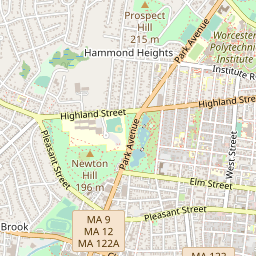 Prospect
Hill
215 m
Hammond Heights
Park Avenue
Worcester
Polytechnic
Institute
Institute R
Highland Street
Highland Stre
Pleasant Street
Newton
Hill
196 m
Park Avenue
West Street
Elm Street
Pleasant Street
Brook
MA 9
MA 12
MA 122A